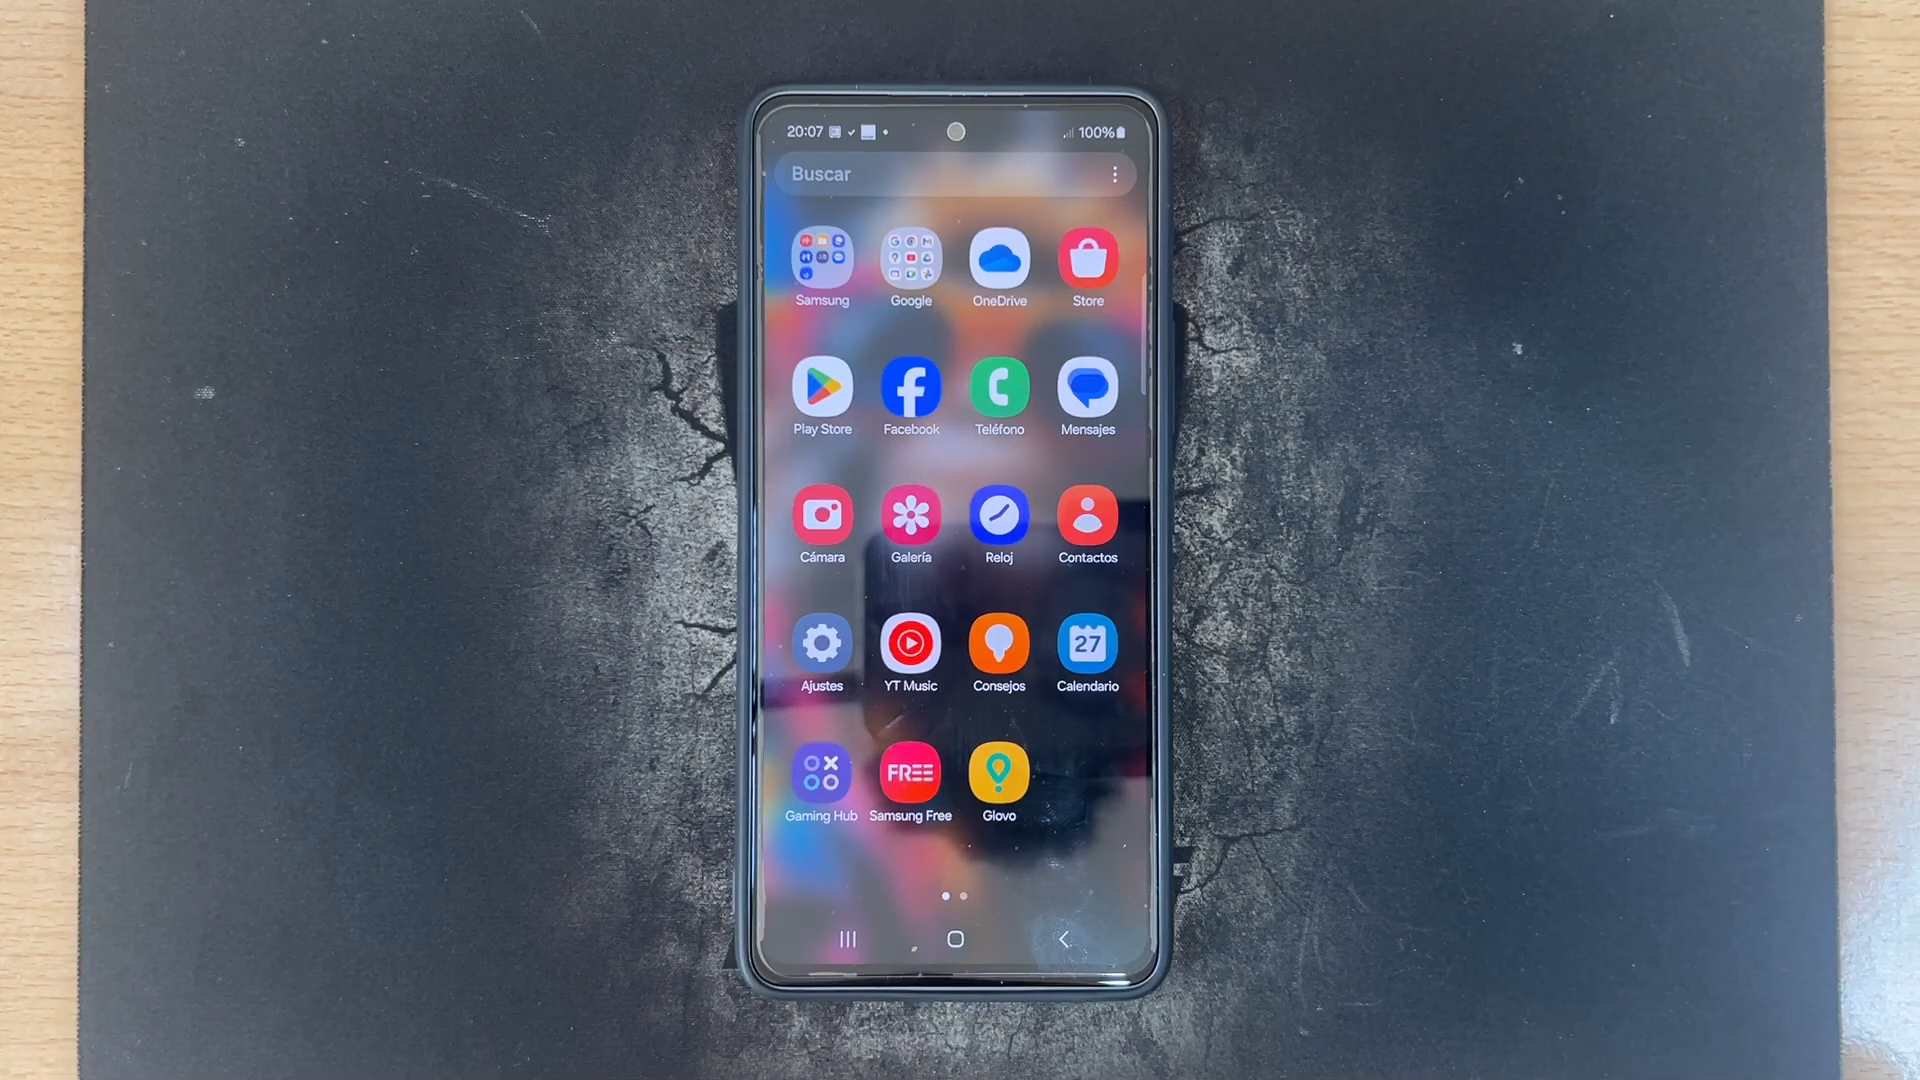 20:07 100%
Buscar
Samsung Google OneDrive Store
Play Store Facebook Teléfono Mensajes
Cámara Galería Reloj Contactos
27
Ajustes YT Music Consejos Calendario
FREE
Gaming Hub Samsung Free Glovo